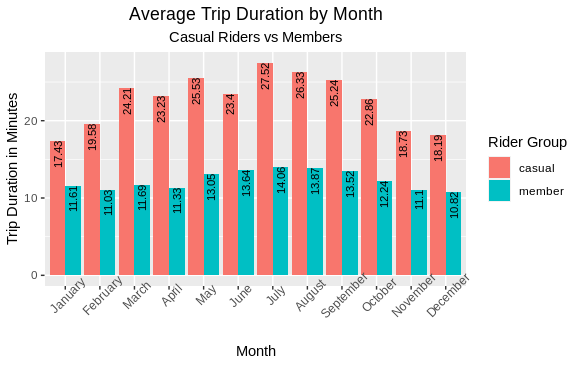 Average Trip Duration by Month
Casual Riders vs Members
Trip Duration in Minutes
20
10
0
17.43
11.61
19.58
11.03
24.21
11.69
23.23
11.33
25.53
13.05
23.4
13.64
27.52
14.06
26.33
13.87
25.24
13.52
22.86
12.24
18.73
11.1
18.19
10.82
January
February
March
April
May
June
July
August
September
October
November
December
Month
Rider Group
casual
member